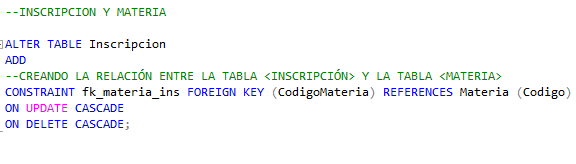 --INSCRIPCION Y MATERIA
ALTER TABLE Inscripcion
ADD
--CREANDO LA RELACIÓN ENTRE LA TABLA <INSCRIPCIÓN> Y LA TABLA <MATERIA>
CONSTRAINT fk_materia_ins FOREIGN KEY (CodigoMateria) REFERENCES Materia (Codigo)
ON UPDATE CASCADE
ON DELETE CASCADE;